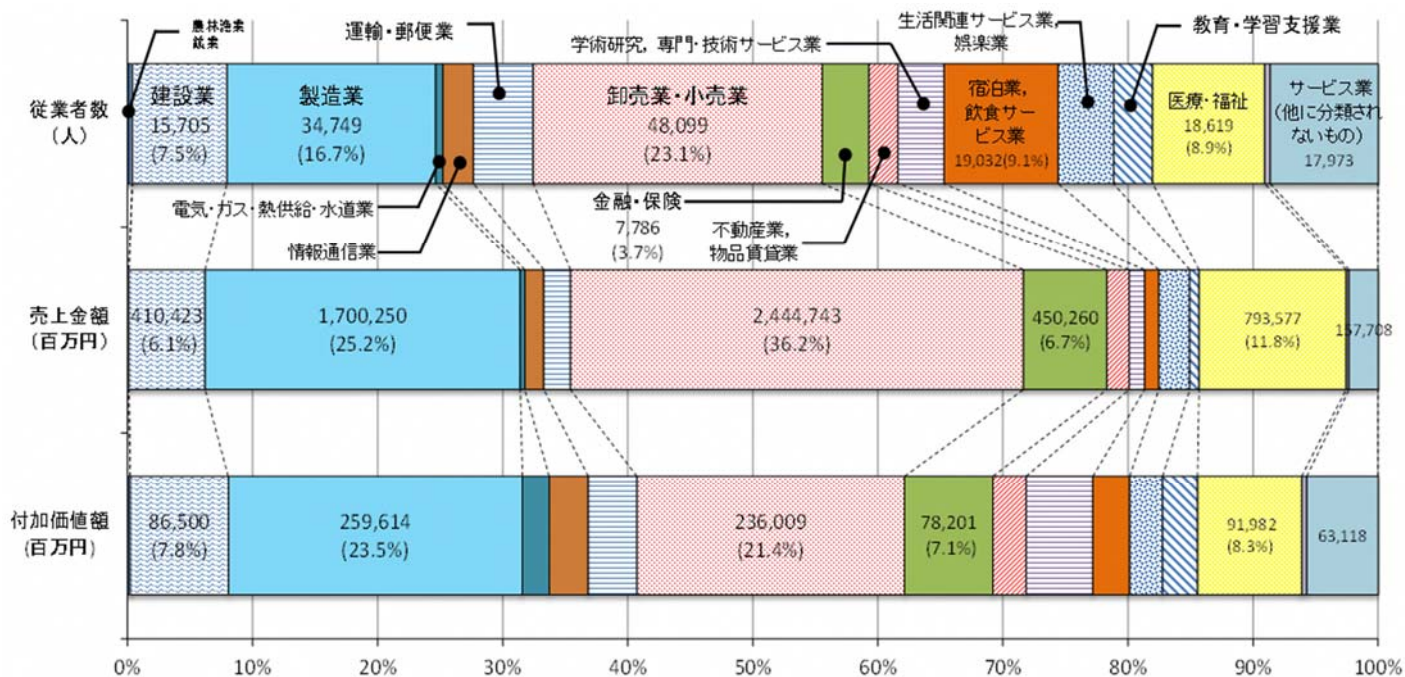 農林漁業
鉱業
運輸・郵便業
学術研究，専門・技術サービス業
生活関連サービス業，
娯楽業
教育・学習支援業
従業者数
（人）
建設業
15,705
(7.5%)
製造業
34,749
(16.7%)
卸売業・小売業
48,099
(23.1%)
宿泊業，
飲食サー
ビス業
19,032(9.1%)
医療・福祉
18,619
(8.9%)
サービス業
(他に分類され
ないもの)
17,973
電気・ガス・熱供給・水道業
情報通信業
金融・保険
7,786
(3.7%)
不動産業，
物品賃貸業
売上金額
（百万円）
410,423
(6.1%)
1,700,250
(25.2%)
2,444,743
(36.2%)
450,260
(6.7%)
793,577
(11.8%)
157,708
付加価値額
(百万円)
86,500
(7.8%)
259,614
(23.5%)
236,009
(21.4%)
78,201
(7.1%)
91,982
(8.3%)
63,118
0% 10% 20% 30% 40% 50% 60% 70% 80% 90% 100%